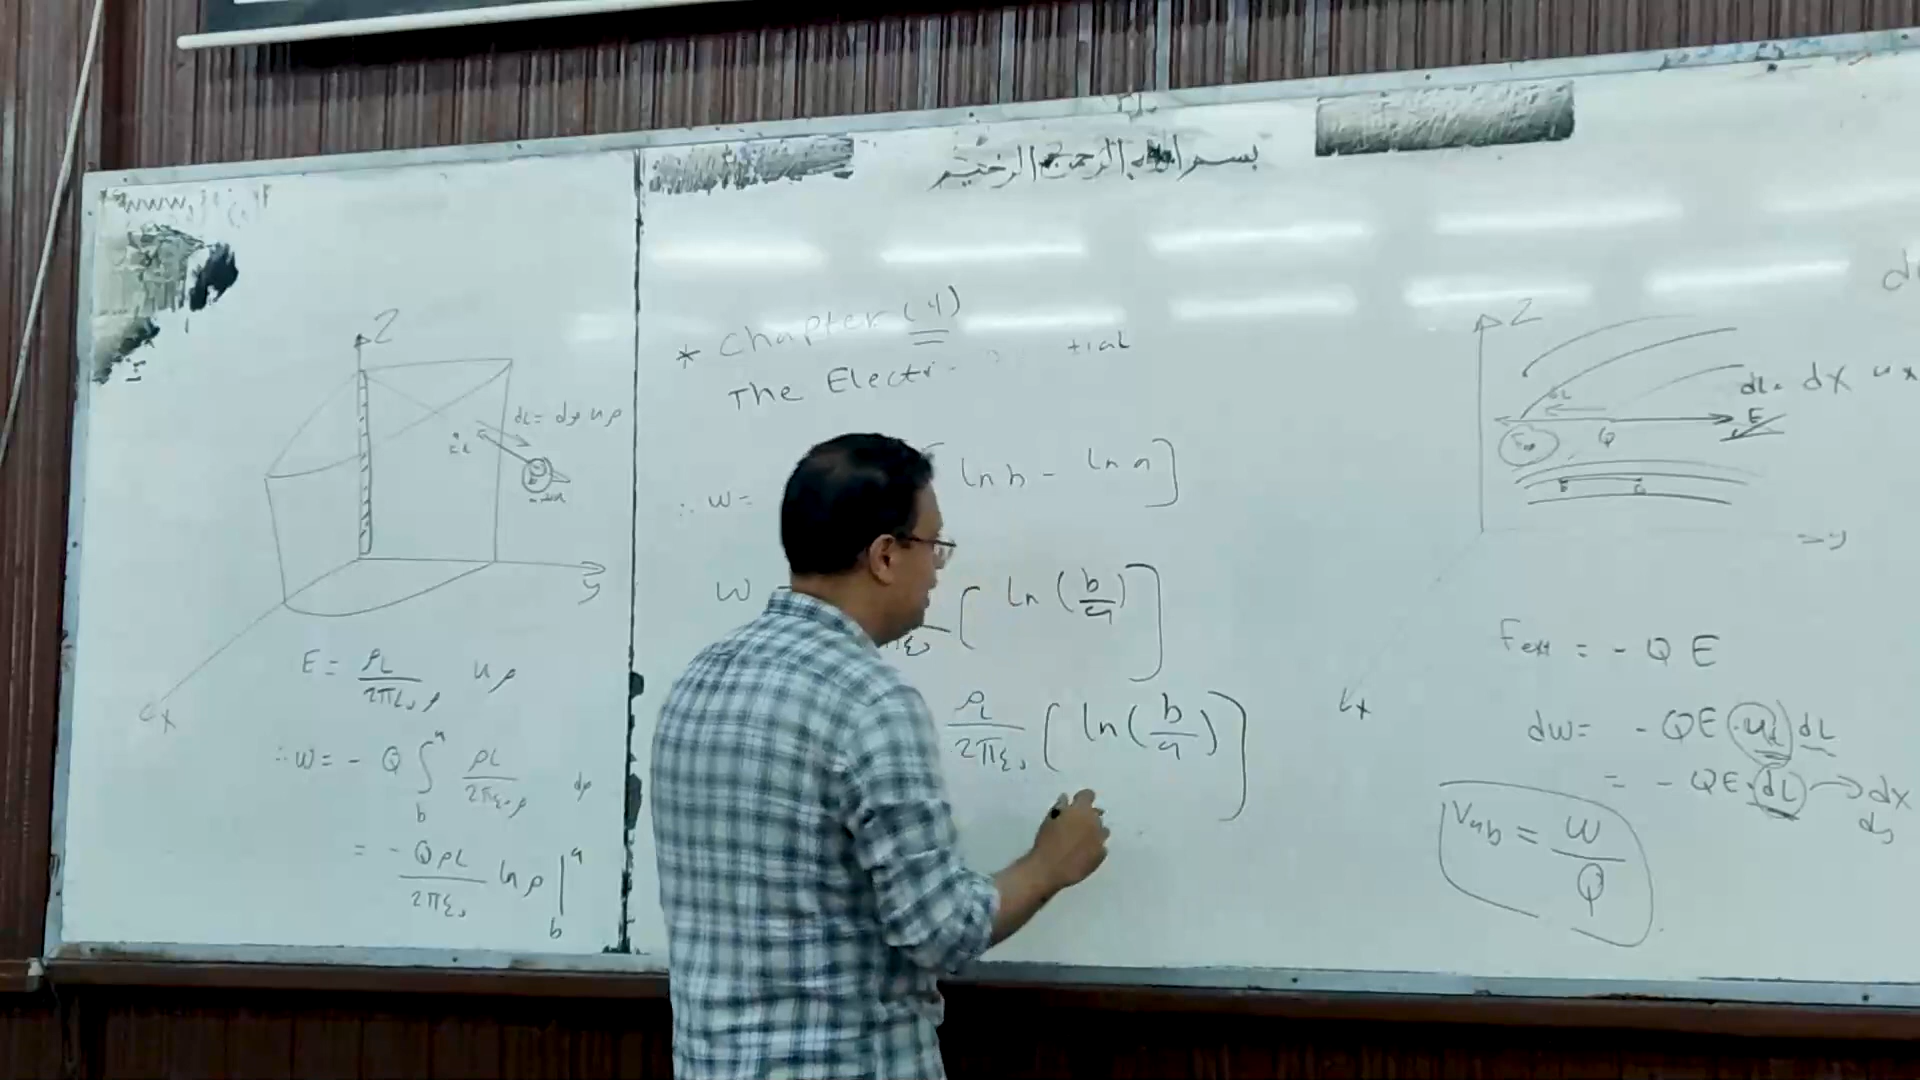 بسم الله الرحمن الرحيم
Z
dL = dρ uρ
y
x
E = ρL / 2πε₀ρ uρ
∴ W = - Q ∫ b a ρL / 2πε₀ρ dρ
= - QρL / 2πε₀ ln ρ | a b
* Chapter (4)
The Electr tial
∴ W = ln b - ln a ]
W [ ln (b/a) ]
ρL / 2πε₀ [ ln (b/a) ]
Z
dL = dx ux
E
Q
y
x
Fext = - Q E
dW = - QE · uL dL
= - QE · dL → dx
dy
Vab = W / Q